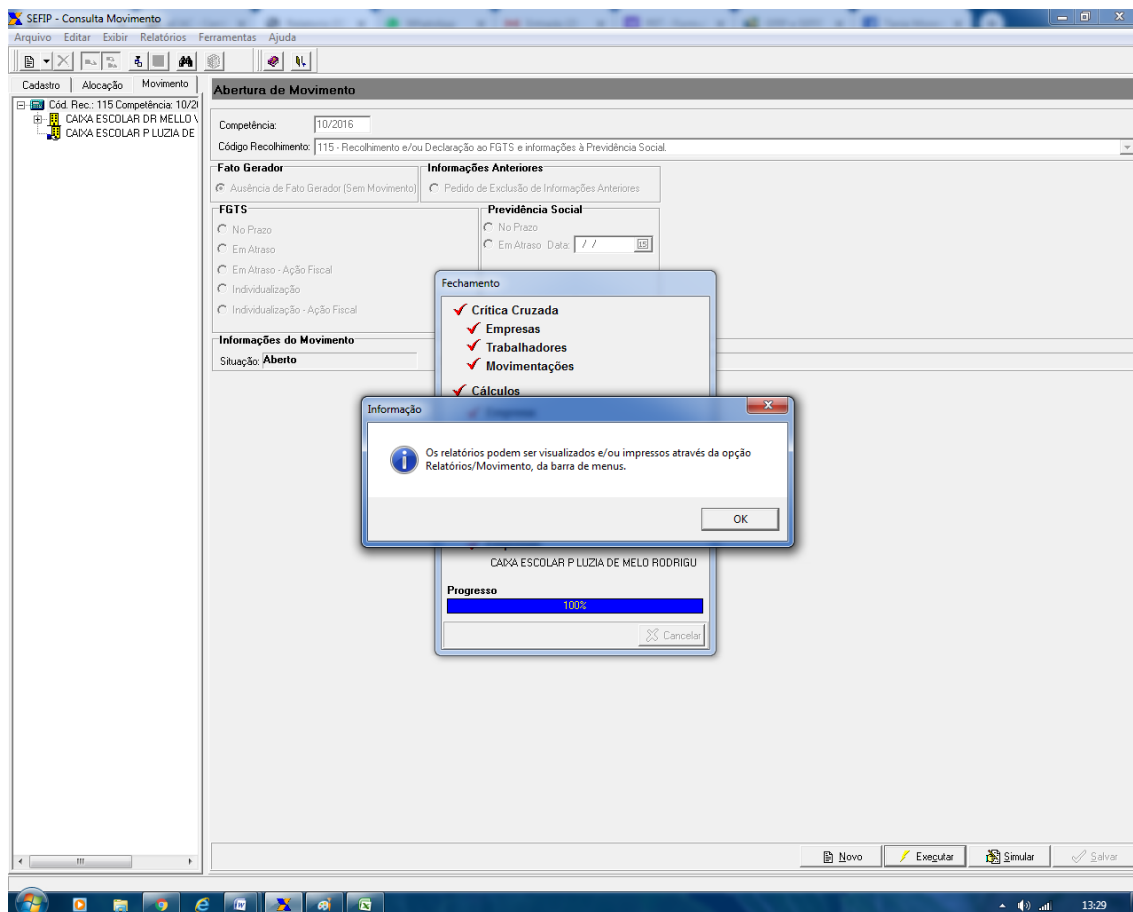 SEFIP - Consulta Movimento
Arquivo Editar Exibir Relatórios Ferramentas Ajuda
Cadastro Alocação Movimento
Cód. Rec.: 115 Competência: 10/20
CAIXA ESCOLAR DR MELLO V
CAIXA ESCOLAR P LUZIA DE
Abertura de Movimento
Competência: 10/2016
Código Recolhimento: 115 - Recolhimento e/ou Declaração ao FGTS e informações à Previdência Social.
Fato Gerador
Ausência de Fato Gerador (Sem Movimento)
Informações Anteriores
Pedido de Exclusão de Informações Anteriores
FGTS
No Prazo
Em Atraso
Em Atraso - Ação Fiscal
Individualização
Individualização - Ação Fiscal
Previdência Social
No Prazo
Em Atraso Data: / / 15
Informações do Movimento
Situação: Aberto
Fechamento
Crítica Cruzada
Empresas
Trabalhadores
Movimentações
Cálculos
Informação
Os relatórios podem ser visualizados e/ou impressos através da opção
Relatórios/Movimento, da barra de menus.
OK
CAIXA ESCOLAR P LUZIA DE MELO RODRIGU
Progresso
100%
Cancelar
Novo Executar Simular Salvar
13:29